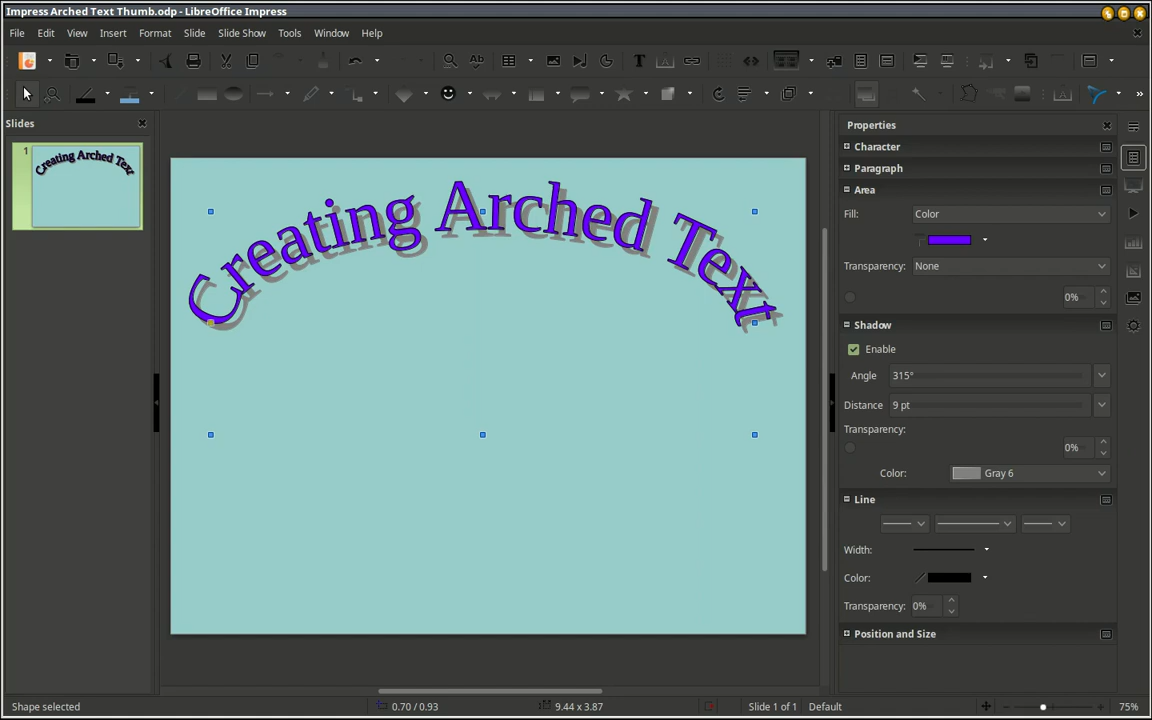 Impress Arched Text Thumb.odp - LibreOffice Impress
File Edit View Insert Format Slide Slide Show Tools Window Help
Slides
1
Creating Arched Text
Creating Arched Text
Properties
Character
Paragraph
Area
Fill: Color
Transparency: None
0%
Shadow
Enable
Angle 315°
Distance 9 pt
Transparency:
0%
Color: Gray 6
Line
Width:
Color:
Transparency: 0%
Position and Size
Shape selected 0.70 / 0.93 9.44 x 3.87 Slide 1 of 1 Default 75%